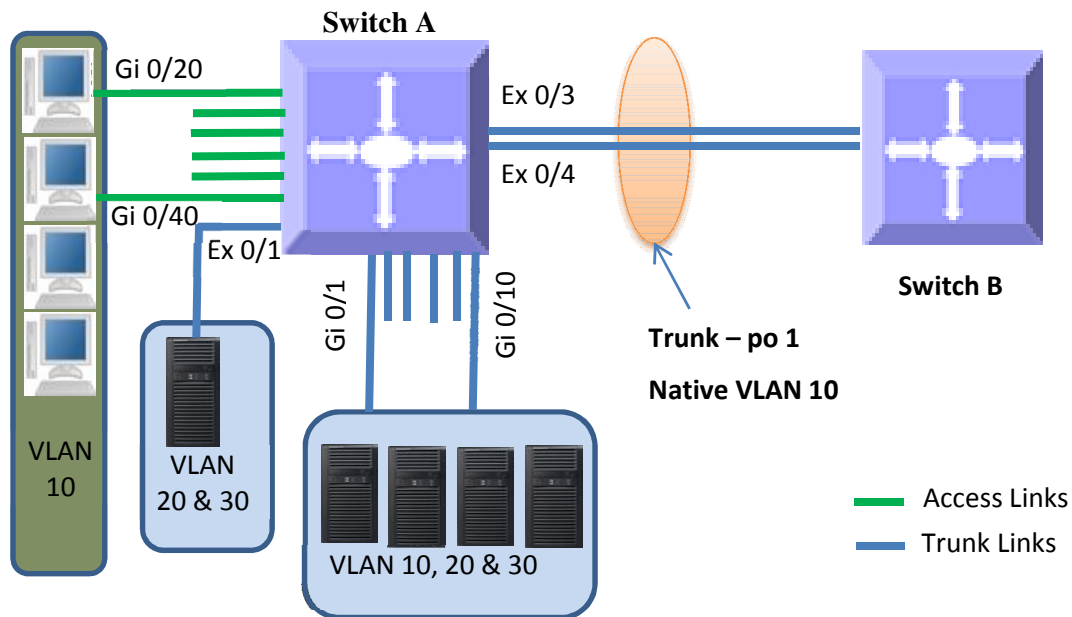 Switch A
Gi 0/20
Ex 0/3
Ex 0/4
Gi 0/40
Ex 0/1
Gi 0/1
Gi 0/10
Switch B
Trunk – po 1
Native VLAN 10
VLAN
10
VLAN
20 & 30
VLAN 10, 20 & 30
Access Links
Trunk Links